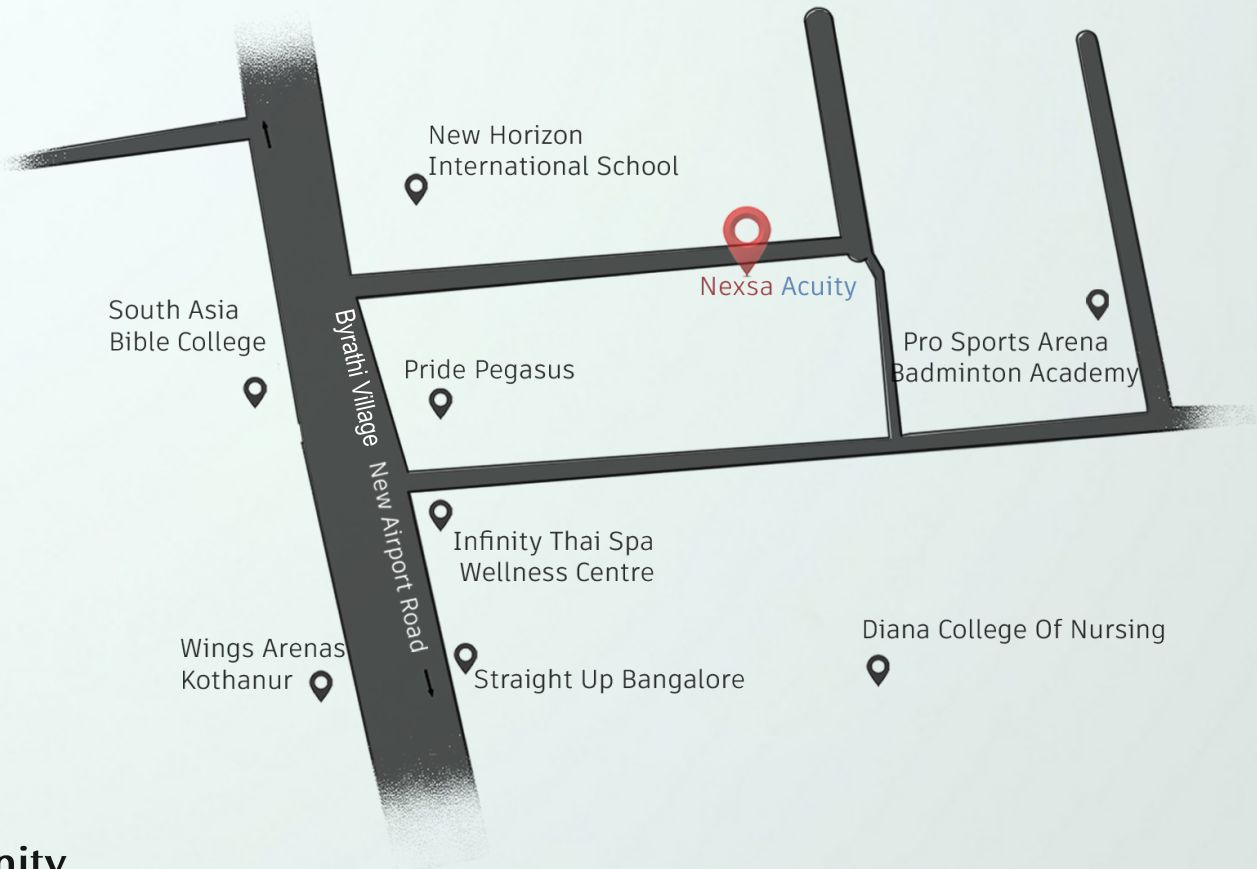 New Horizon
International School
Nexsa Acuity
South Asia
Bible College
Byrathi Village
Pride Pegasus
Pro Sports Arena
Badminton Academy
New Airport Road
Infinity Thai Spa
Wellness Centre
Diana College Of Nursing
Wings Arenas
Kothanur
Straight Up Bangalore